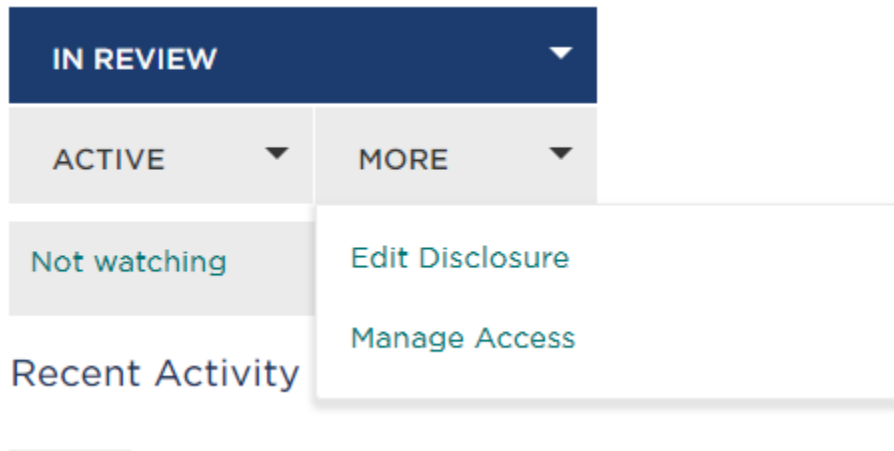 IN REVIEW
ACTIVE
MORE
Not watching
Edit Disclosure
Manage Access
Recent Activity